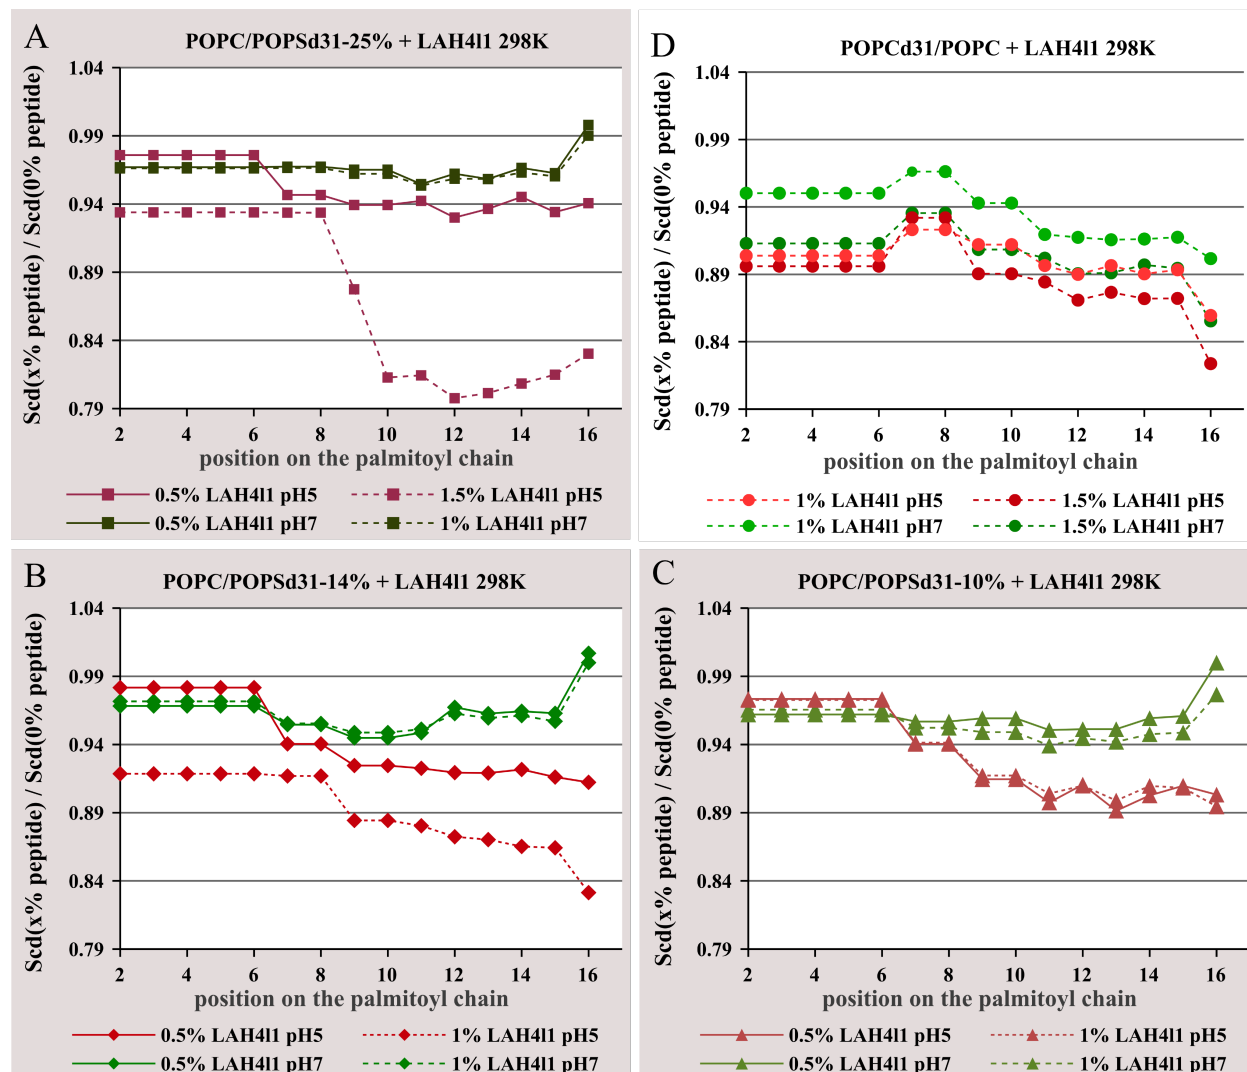 A
POPC/POPSd31-25% + LAH4l1 298K
Scd(x% peptide) / Scd(0% peptide)
1.04
0.99
0.94
0.89
0.84
0.79
2 4 6 8 10 12 14 16
position on the palmitoyl chain
0.5% LAH4l1 pH5 1.5% LAH4l1 pH5
0.5% LAH4l1 pH7 1% LAH4l1 pH7
D
POPCd31/POPC + LAH4l1 298K
Scd(x% peptide) / Scd(0% peptide)
1.04
0.99
0.94
0.89
0.84
0.79
2 4 6 8 10 12 14 16
position on the palmitoyl chain
1% LAH4l1 pH5 1.5% LAH4l1 pH5
1% LAH4l1 pH7 1.5% LAH4l1 pH7
B
POPC/POPSd31-14% + LAH4l1 298K
Scd(x% peptide) / Scd(0% peptide)
1.04
0.99
0.94
0.89
0.84
0.79
2 4 6 8 10 12 14 16
position on the palmitoyl chain
0.5% LAH4l1 pH5 1% LAH4l1 pH5
0.5% LAH4l1 pH7 1% LAH4l1 pH7
C
POPC/POPSd31-10% + LAH4l1 298K
Scd(x% peptide) / Scd(0% peptide)
1.04
0.99
0.94
0.89
0.84
0.79
2 4 6 8 10 12 14 16
position on the palmitoyl chain
0.5% LAH4l1 pH5 1% LAH4l1 pH5
0.5% LAH4l1 pH7 1% LAH4l1 pH7